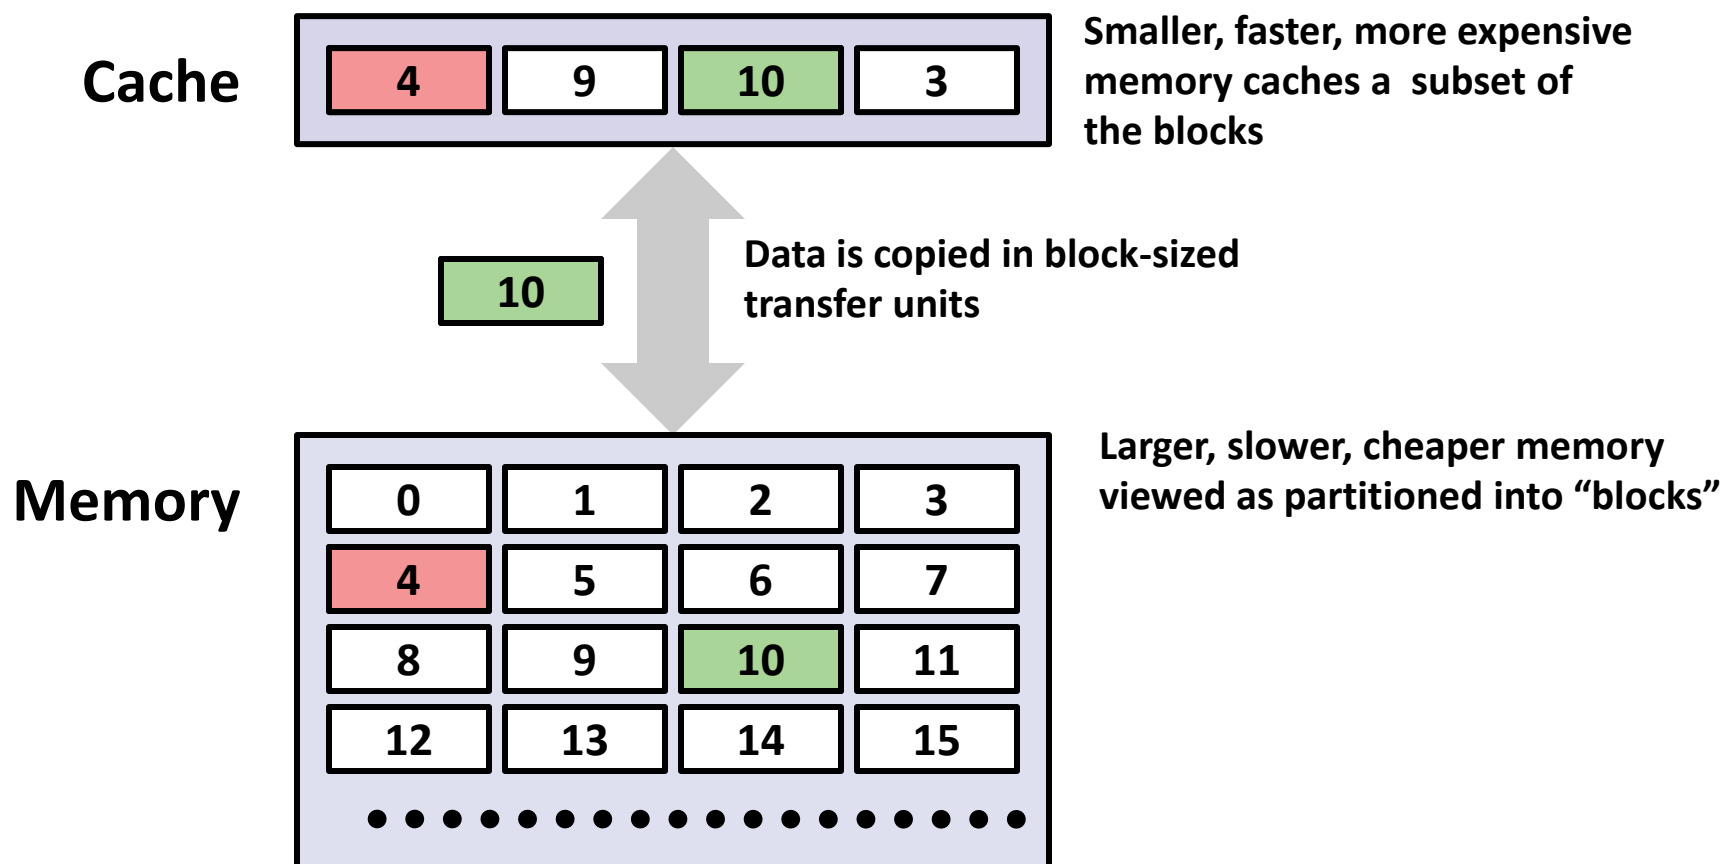 Cache
4 9 10 3
Smaller, faster, more expensive
memory caches a  subset of
the blocks
10
Data is copied in block-sized
transfer units
Memory
0 1 2 3
4 5 6 7
8 9 10 11
12 13 14 15
Larger, slower, cheaper memory
viewed as partitioned into “blocks”